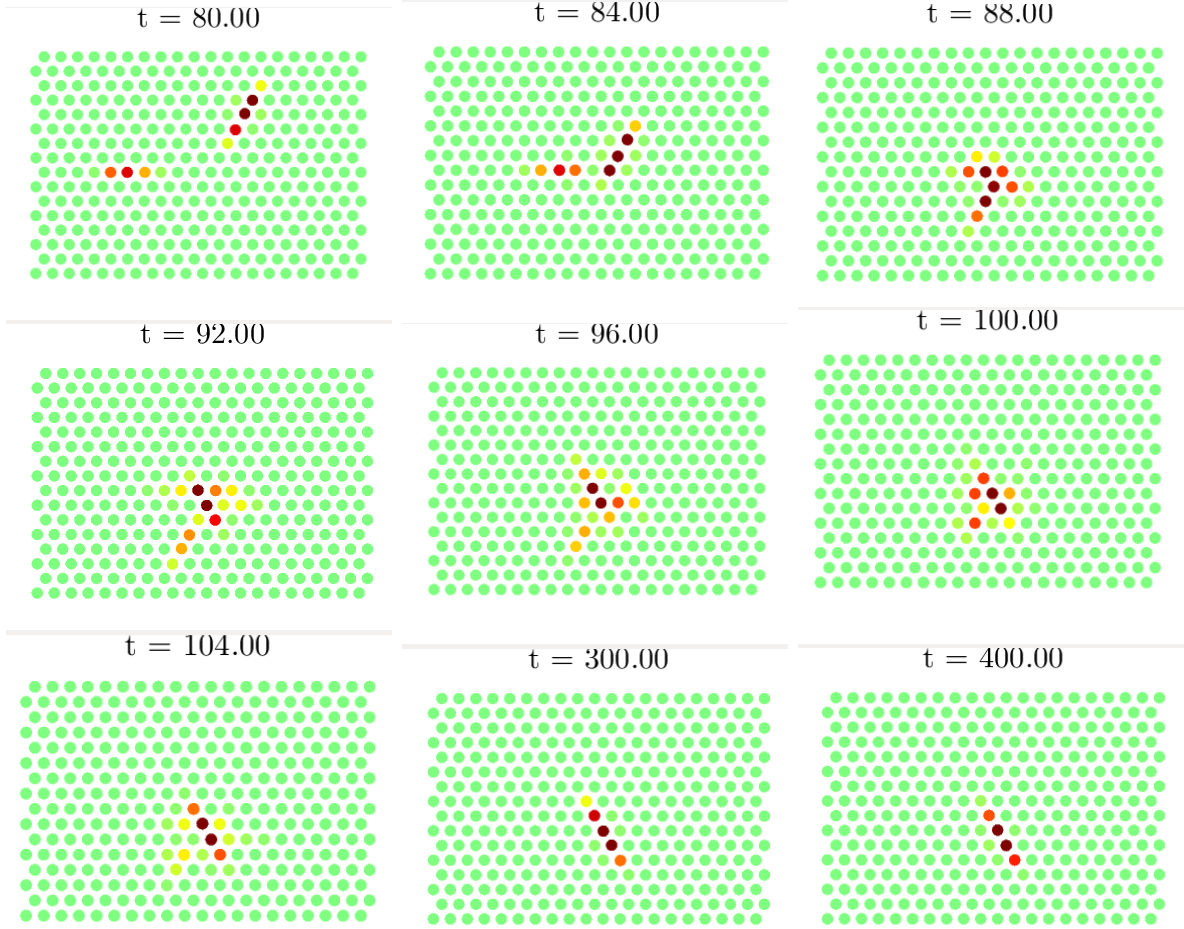 t = 80.00
t = 84.00
t = 88.00
t = 92.00
t = 96.00
t = 100.00
t = 104.00
t = 300.00
t = 400.00